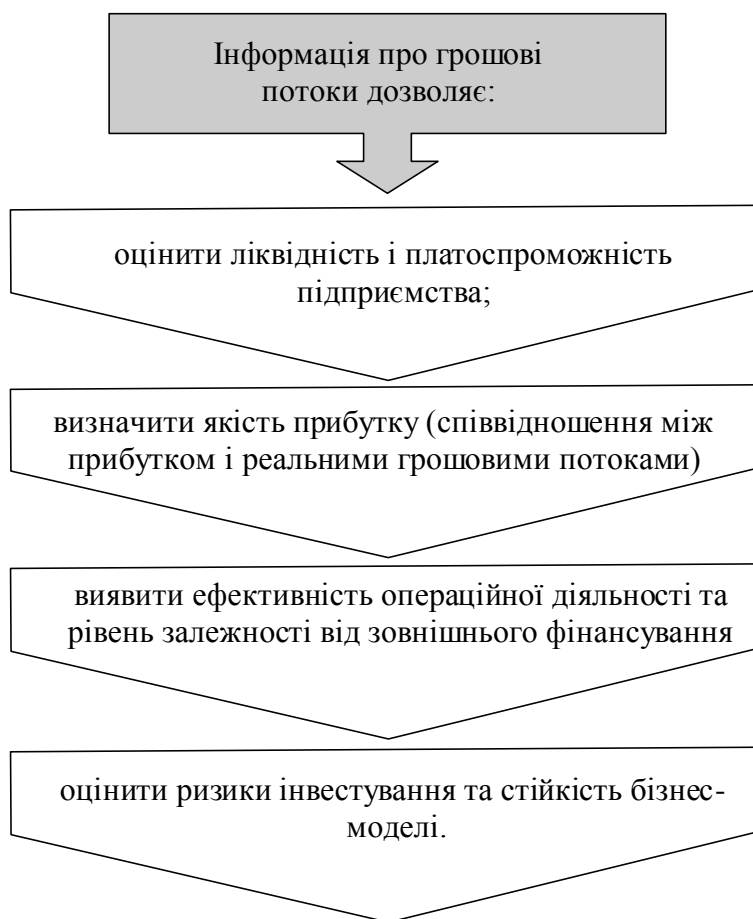 Інформація про грошові
потоки дозволяє:
оцінити ліквідність і платоспроможність
підприємства;
визначити якість прибутку (співвідношення між
прибутком і реальними грошовими потоками)
виявити ефективність операційної діяльності та
рівень залежності від зовнішнього фінансування
оцінити ризики інвестування та стійкість бізнес-
моделі.